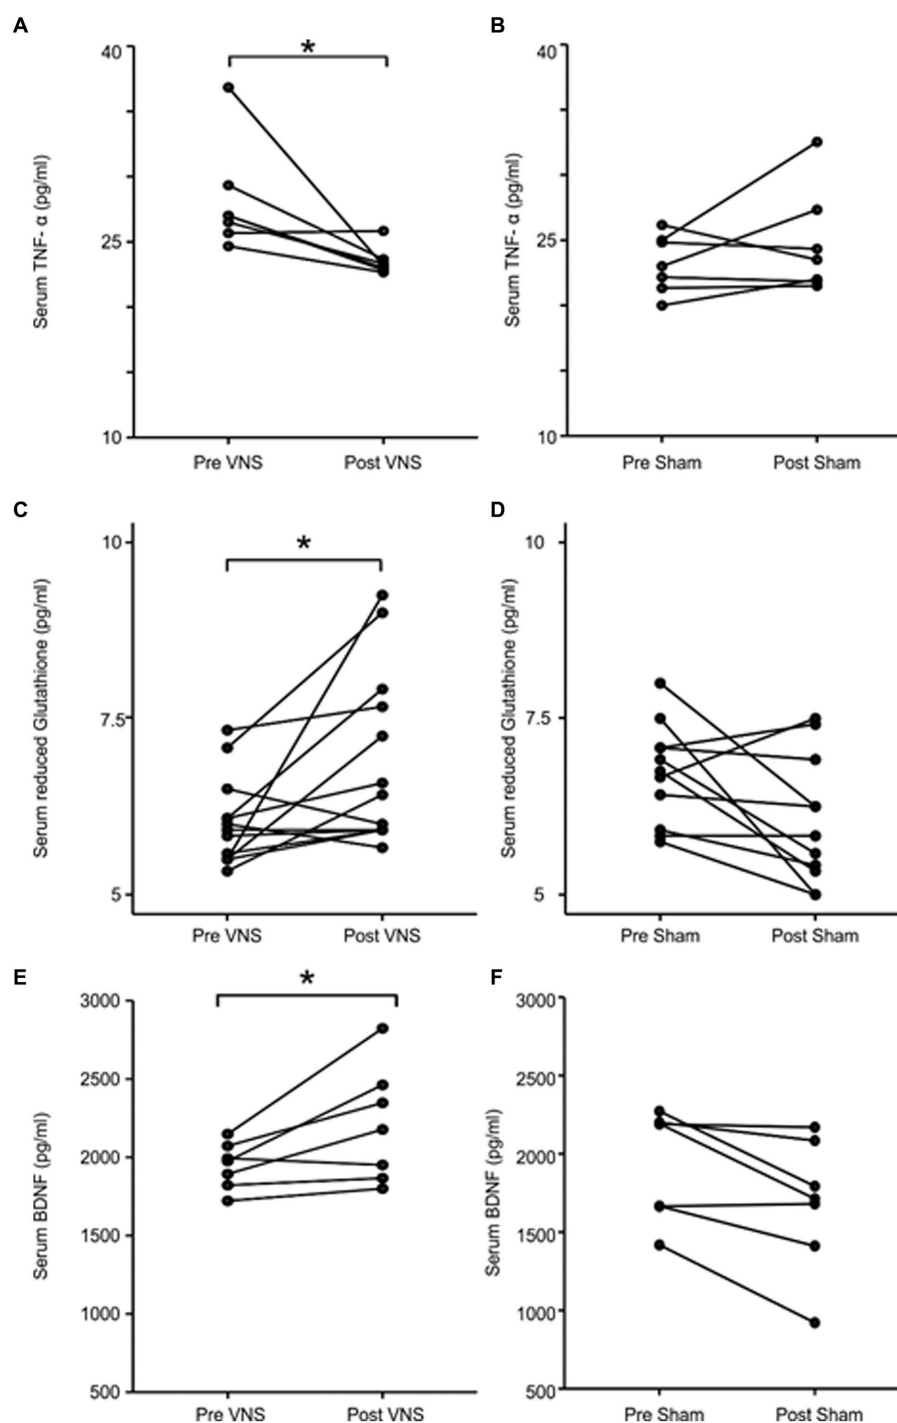 A
B
*
40
25
10
Serum TNF- α (pg/ml)
Pre VNS
Post VNS
40
25
10
Serum TNF- α (pg/ml)
Pre Sham
Post Sham
C
D
*
10
7.5
5
Serum reduced Glutathione (pg/ml)
Pre VNS
Post VNS
10
7.5
5
Serum reduced Glutathione (pg/ml)
Pre Sham
Post Sham
E
F
*
3000
2500
2000
1500
1000
500
Serum BDNF (pg/ml)
Pre VNS
Post VNS
3000
2500
2000
1500
1000
500
Serum BDNF (pg/ml)
Pre Sham
Post Sham